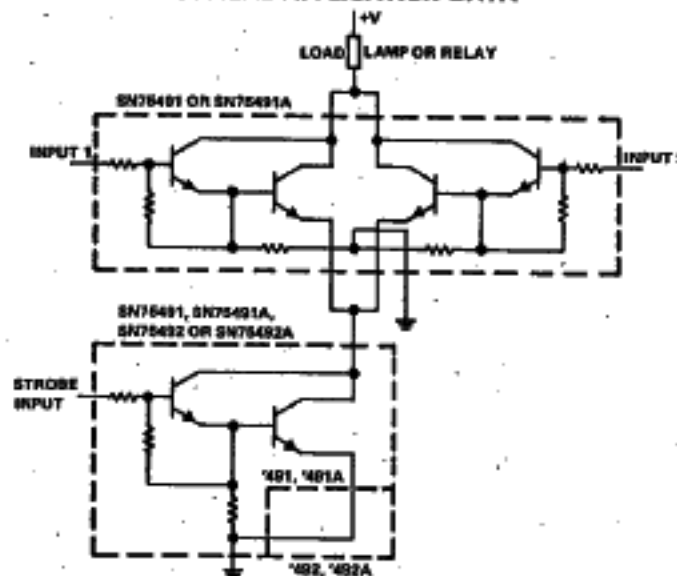 +V
LOAD LAMP OR RELAY
SN75491 OR SN75491A
INPUT 1
INPUT
SN75491, SN75491A,
SN75492 OR SN75492A
STROBE
INPUT
'491, '491A
'492, '492A